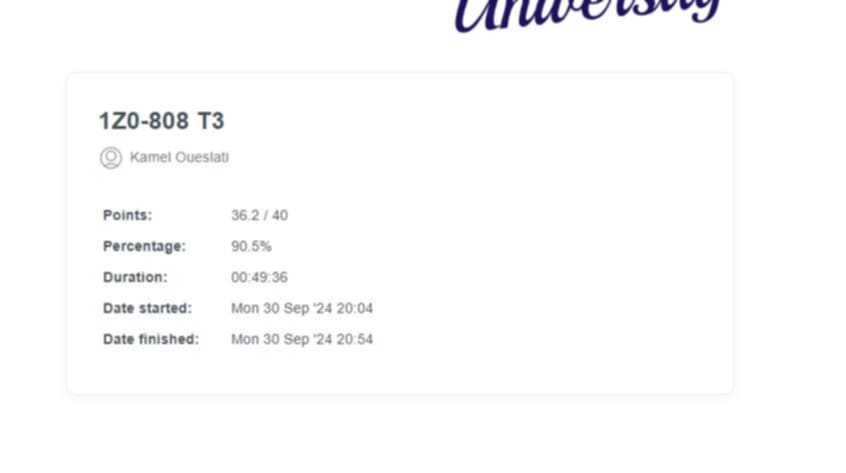 University
1Z0-808 T3
Kamel Oueslati
Points: 36.2 / 40
Percentage: 90.5%
Duration: 00:49:36
Date started: Mon 30 Sep '24 20:04
Date finished: Mon 30 Sep '24 20:54